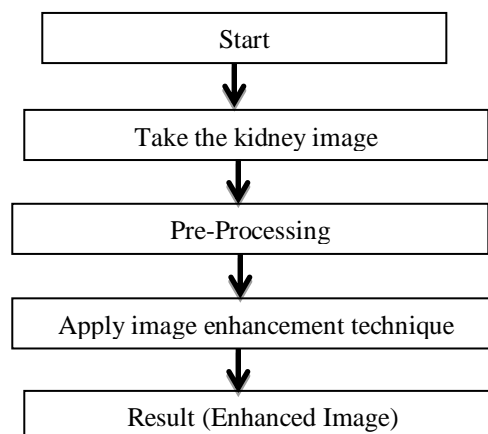 Start
Take the kidney image
Pre-Processing
Apply image enhancement technique
Result (Enhanced Image)